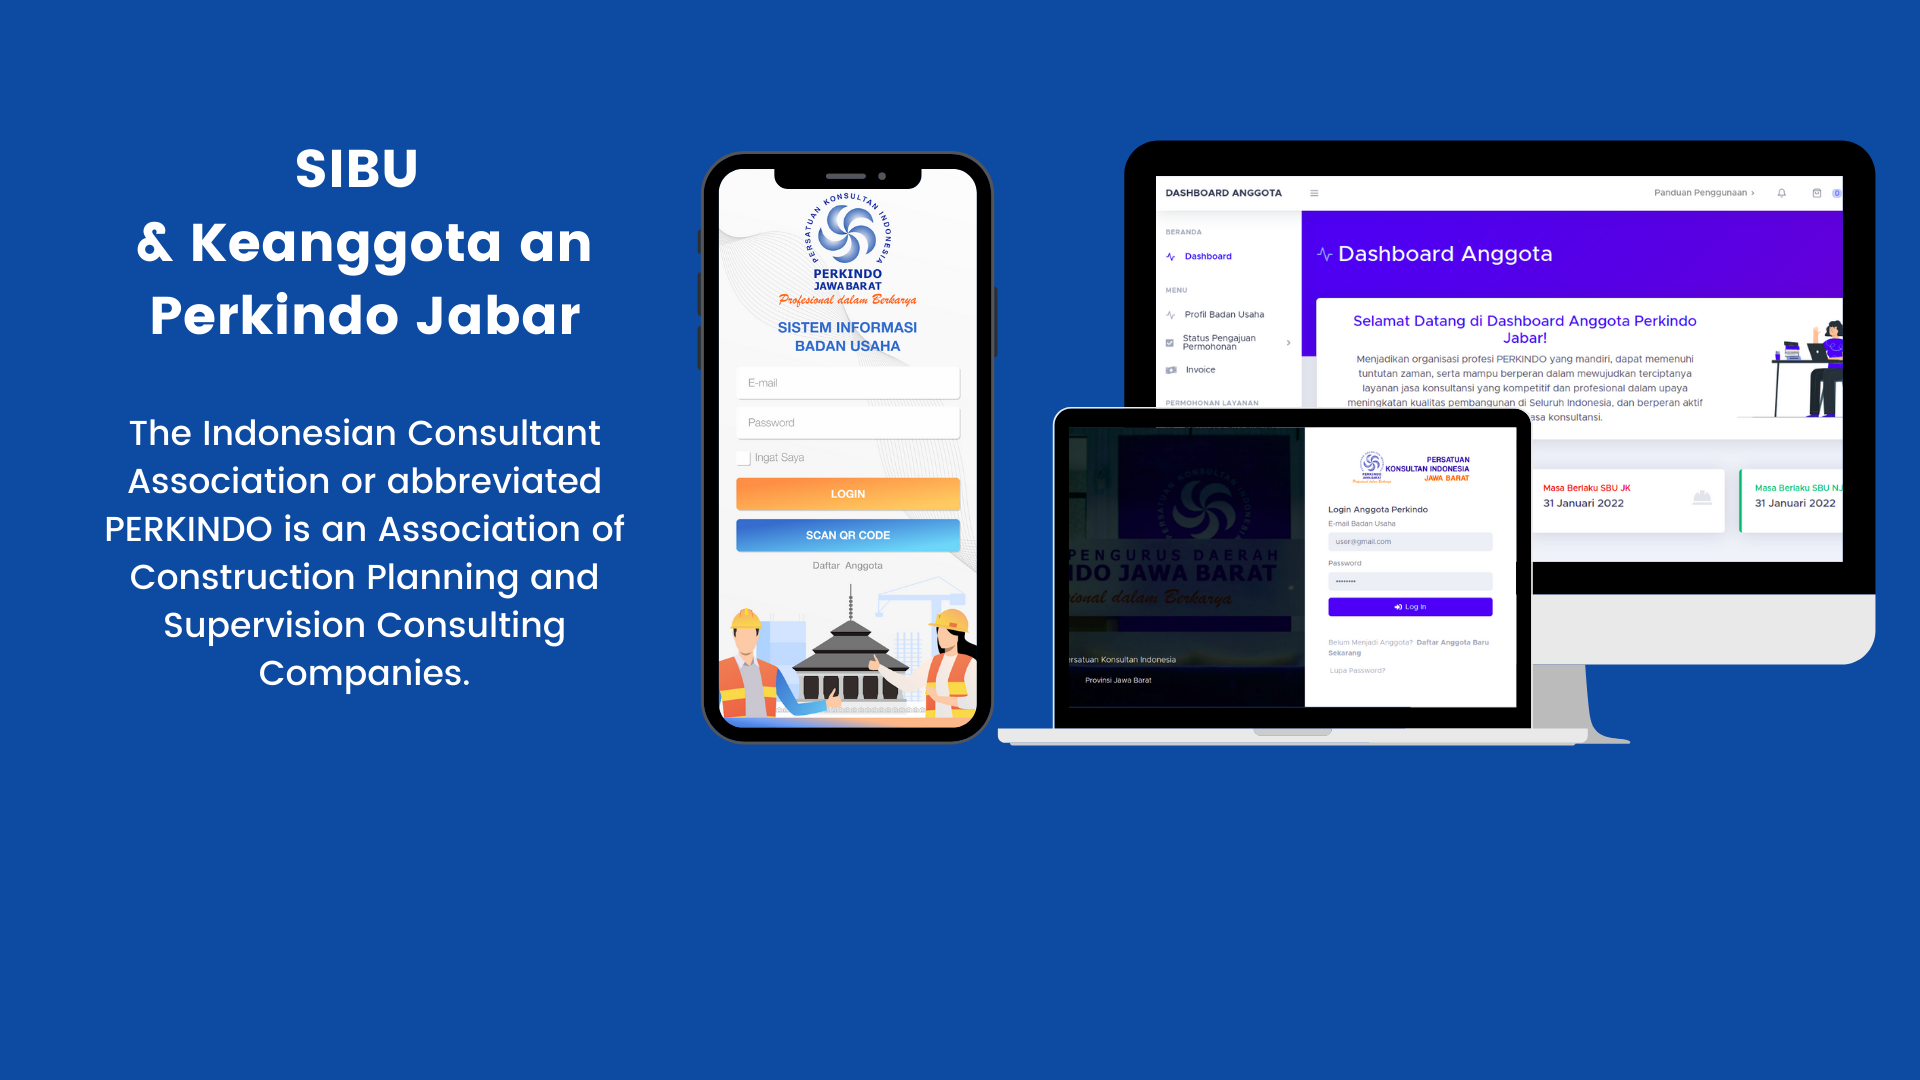 SIBU
& Keanggota an
Perkindo Jabar
The Indonesian Consultant
Association or abbreviated
PERKINDO is an Association of
Construction Planning and
Supervision Consulting
Companies.
PERSATUAN KONSULTAN INDONESIA
PERKINDO
JAWA BARAT
Profesional dalam Berkarya
SISTEM INFORMASI
BADAN USAHA
E-mail
Password
Ingat Saya
LOGIN
SCAN QR CODE
Daftar Anggota
DASHBOARD ANGGOTA
Panduan Penggunaan
0
BERANDA
Dashboard
MENU
Profil Badan Usaha
Status Pengajuan
Permohonan
Invoice
PERMOHONAN LAYANAN
Dashboard Anggota
Selamat Datang di Dashboard Anggota Perkindo
Jabar!
Menjadikan organisasi profesi PERKINDO yang mandiri, dapat memenuhi
tuntutan zaman, serta mampu berperan dalam mewujudkan terciptanya
layanan jasa konsultansi yang kompetitif dan profesional dalam upaya
meningkatan kualitas pembangunan di Seluruh Indonesia, dan berperan aktif
asa konsultansi.
Masa Berlaku SBU JK
31 Januari 2022
Masa Berlaku SBU NJ
31 Januari 2022
PERSATUAN KONSULTAN INDONESIA
PENGURUS DAERAH
DO JAWA BARAT
ional dalam Berkarya
rsatuan Konsultan Indonesia
Provinsi Jawa Barat
PERSATUAN
KONSULTAN INDONESIA
JAWA BARAT
Login Anggota Perkindo
E-mail Badan Usaha
user@gmail.com
Password
••••••••
Log In
Belum Menjadi Anggota? Daftar Anggota Baru
Sekarang
Lupa Password?